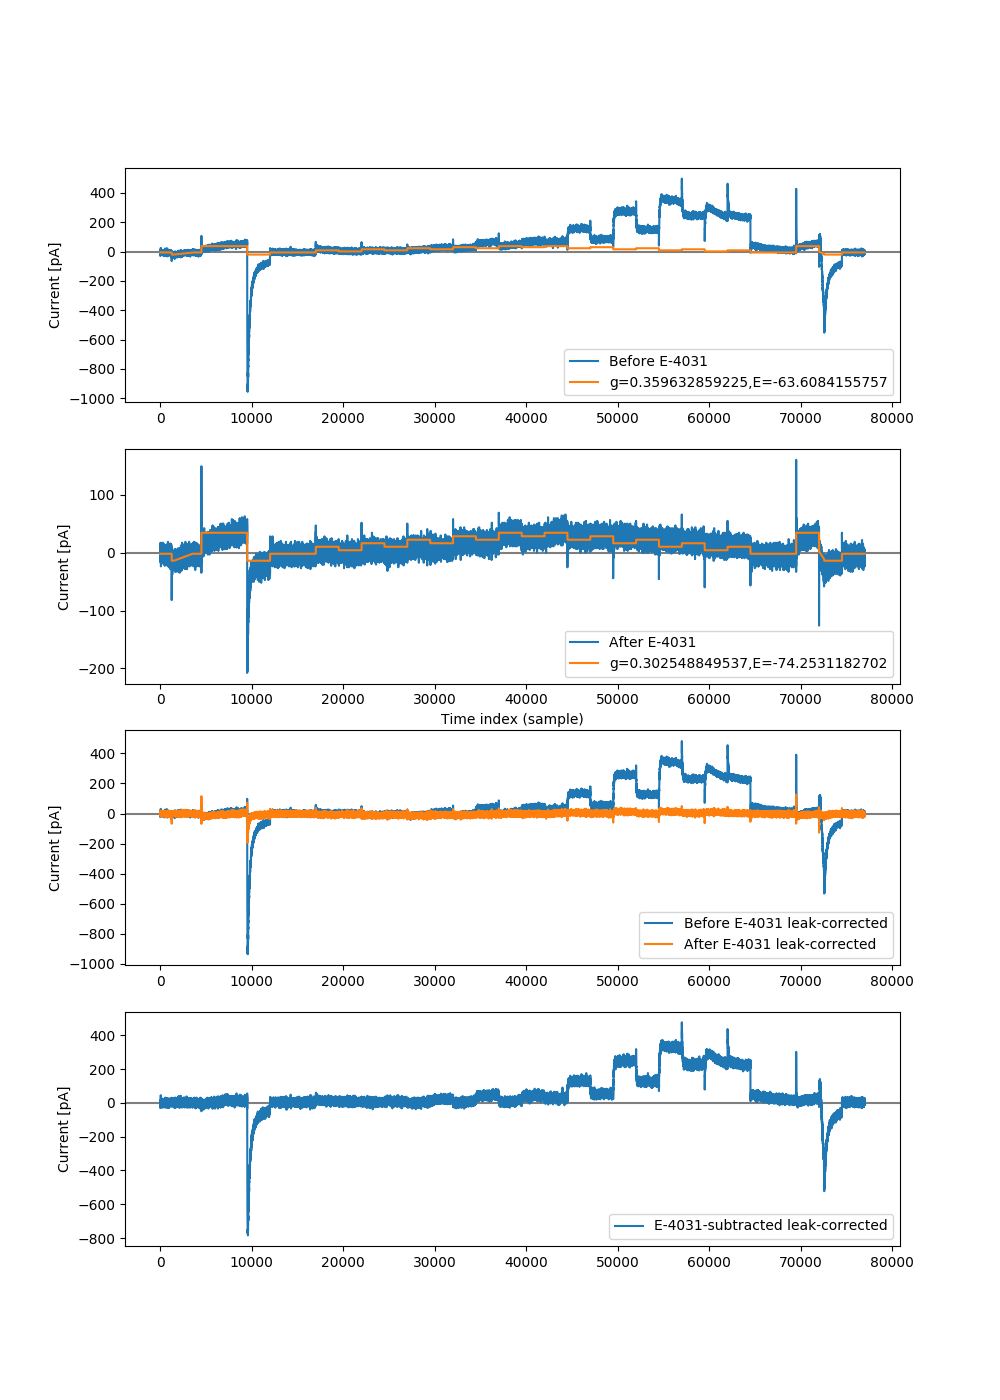 400
200
0
−200
−400
−600
−800
−1000
Current [pA]
Before E-4031
g=0.359632859225,E=-63.6084155757
0 10000 20000 30000 40000 50000 60000 70000 80000
100
50
0
−100
−200
Current [pA]
After E-4031
g=0.302548849537,E=-74.2531182702
0 10000 20000 30000 40000 50000 60000 70000 80000
Time index (sample)
400
200
0
−200
−400
−600
−800
−1000
Current [pA]
Before E-4031 leak-corrected
After E-4031 leak-corrected
0 10000 20000 30000 40000 50000 60000 70000 80000
400
200
0
−200
−400
−600
−800
Current [pA]
E-4031-subtracted leak-corrected
0 10000 20000 30000 40000 50000 60000 70000 80000